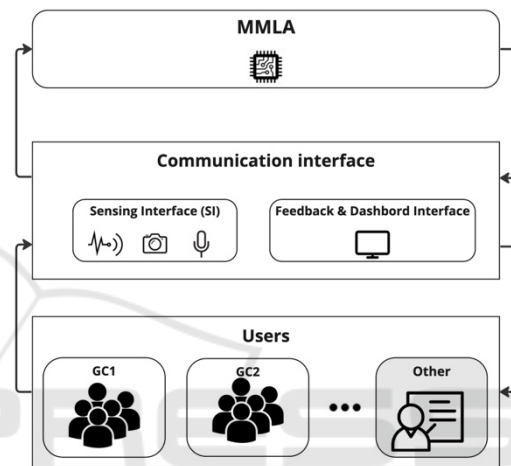 MMLA
Communication interface
Sensing Interface (SI)
Feedback & Dashbord Interface
Users
GC1
GC2
Other